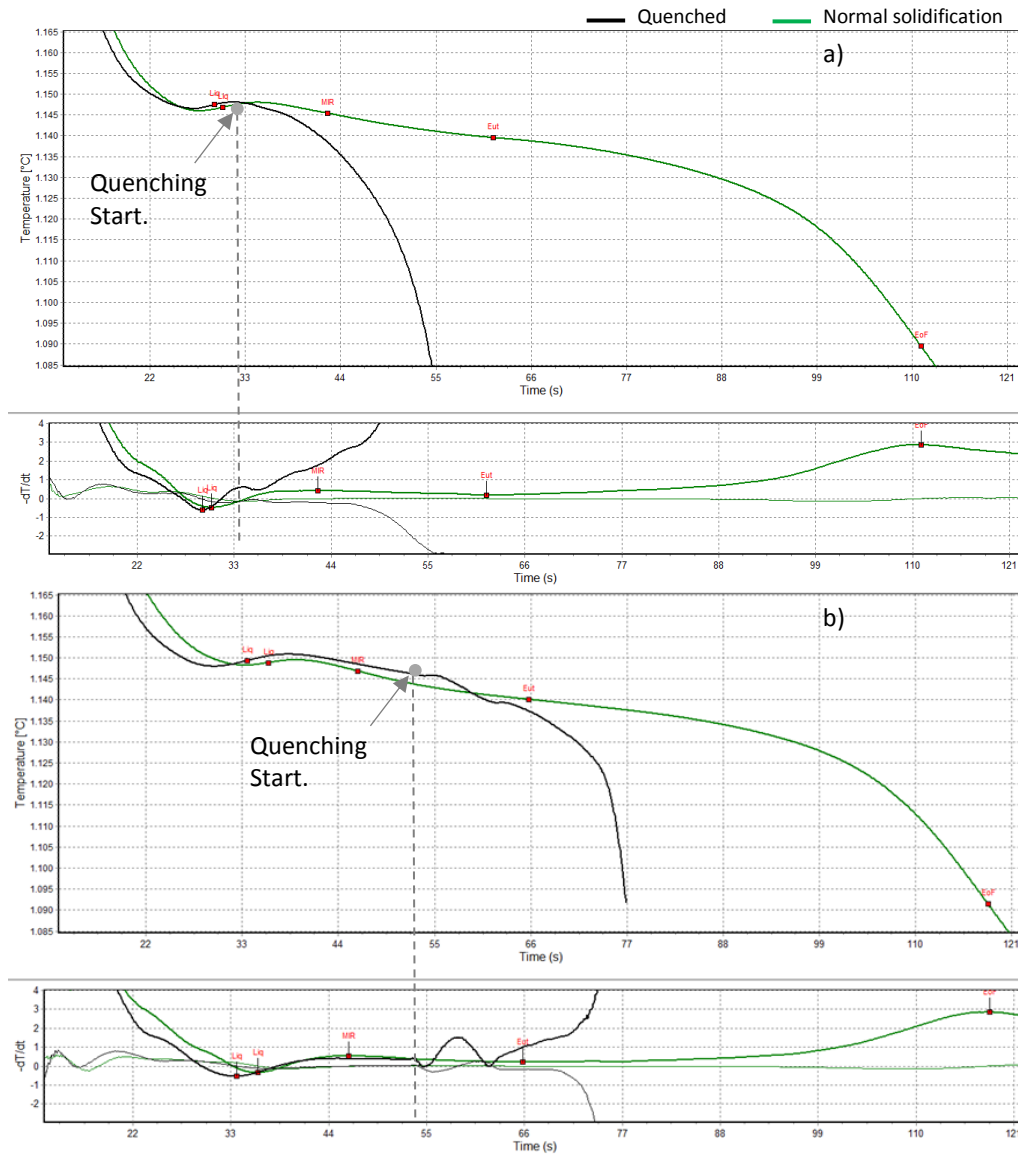 Quenched Normal solidification
a)
1.165
1.160
1.155
1.150
1.145
1.140
1.135
1.130
1.125
1.120
1.115
1.110
1.105
1.100
1.095
1.090
1.085
Temperature [°C]
Liq
Liq
MIR
Eut
EoF
Quenching
Start.
22 33 44 55 66 77 88 99 110 121
Time (s)
4
3
2
1
0
-1
-2
-dT/dt
Liq
Liq
MIR
Eut
EoF
22 33 44 55 66 77 88 99 110 121
Time (s)
b)
1.165
1.160
1.155
1.150
1.145
1.140
1.135
1.130
1.125
1.120
1.115
1.110
1.105
1.100
1.095
1.090
1.085
Temperature [°C]
Liq
Liq
MIR
Eut
EoF
Quenching
Start.
22 33 44 55 66 77 88 99 110 121
Time (s)
4
3
2
1
0
-1
-2
-dT/dt
Liq
Liq
MIR
Eut
EoF
22 33 44 55 66 77 88 99 110 121
Time (s)